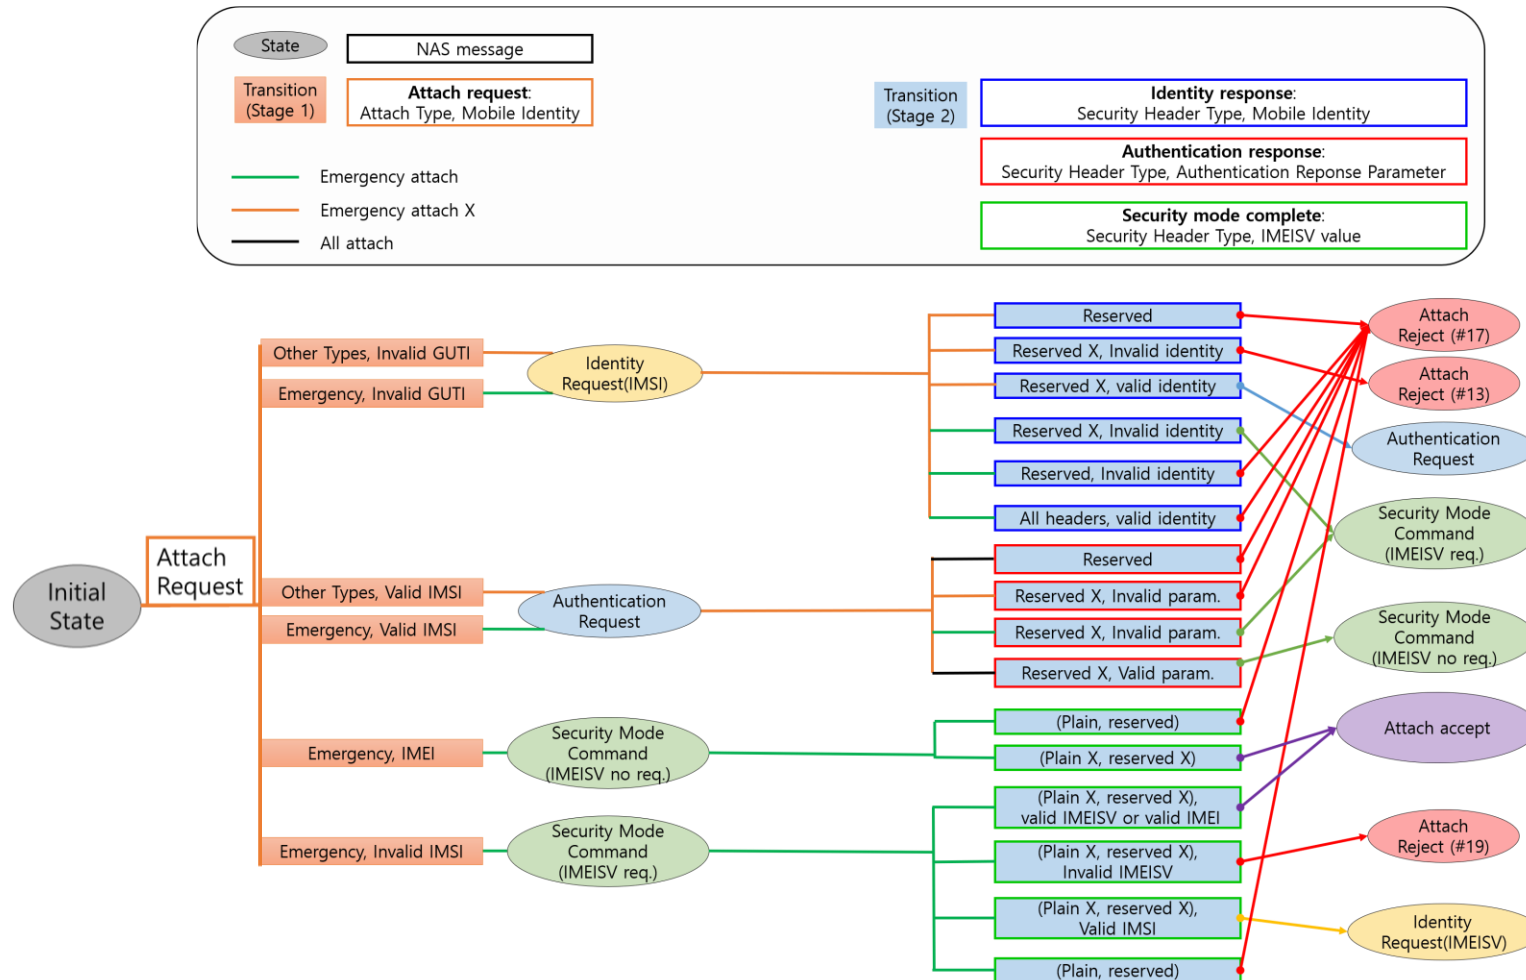 State
NAS message
Transition
(Stage 1)
Attach request:
Attach Type, Mobile Identity
Transition
(Stage 2)
Identity response:
Security Header Type, Mobile Identity
Authentication response:
Security Header Type, Authentication Reponse Parameter
Security mode complete:
Security Header Type, IMEISV value
Emergency attach
Emergency attach X
All attach
Initial
State
Attach
Request
Other Types, Invalid GUTI
Emergency, Invalid GUTI
Other Types, Valid IMSI
Emergency, Valid IMSI
Emergency, IMEI
Emergency, Invalid IMSI
Identity
Request(IMSI)
Authentication
Request
Security Mode
Command
(IMEISV no req.)
Security Mode
Command
(IMEISV req.)
Reserved
Reserved X, Invalid identity
Reserved X, valid identity
Reserved X, Invalid identity
Reserved, Invalid identity
All headers, valid identity
Reserved
Reserved X, Invalid param.
Reserved X, Invalid param.
Reserved X, Valid param.
(Plain, reserved)
(Plain X, reserved X)
(Plain X, reserved X),
valid IMEISV or valid IMEI
(Plain X, reserved X),
Invalid IMEISV
(Plain X, reserved X),
Valid IMSI
(Plain, reserved)
Attach
Reject (#17)
Attach
Reject (#13)
Authentication
Request
Security Mode
Command
(IMEISV req.)
Security Mode
Command
(IMEISV no req.)
Attach accept
Attach
Reject (#19)
Identity
Request(IMEISV)